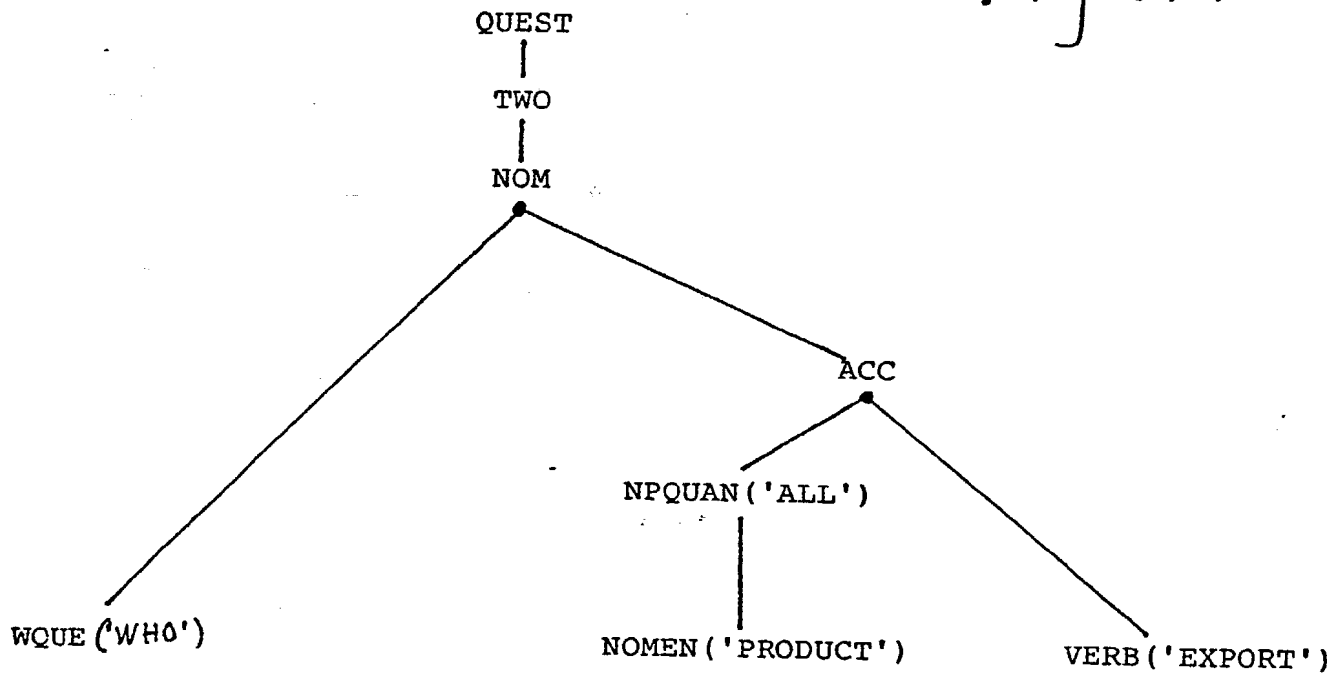 QUEST
TWO
NOM
ACC
NPQUAN('ALL')
WQUE('WHO')
NOMEN('PRODUCT')
VERB('EXPORT')